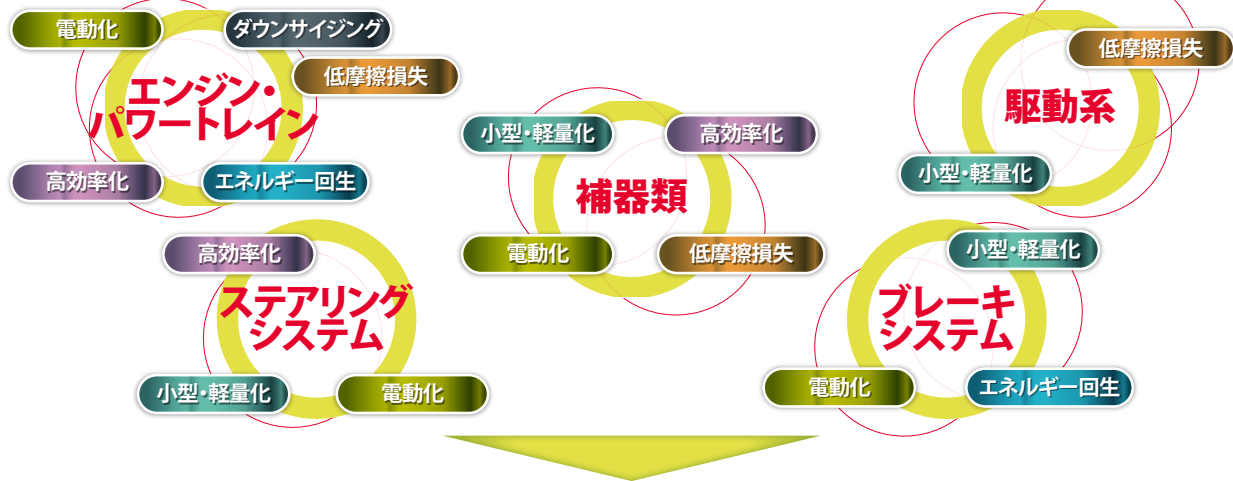 電動化
ダウンサイジング
低摩擦損失
エンジン・
パワートレイン
高効率化
エネルギー回生
小型・軽量化
高効率化
補器類
電動化
低摩擦損失
低摩擦損失
駆動系
小型・軽量化
高効率化
ステアリング
システム
小型・軽量化
電動化
小型・軽量化
ブレーキ
システム
電動化
エネルギー回生